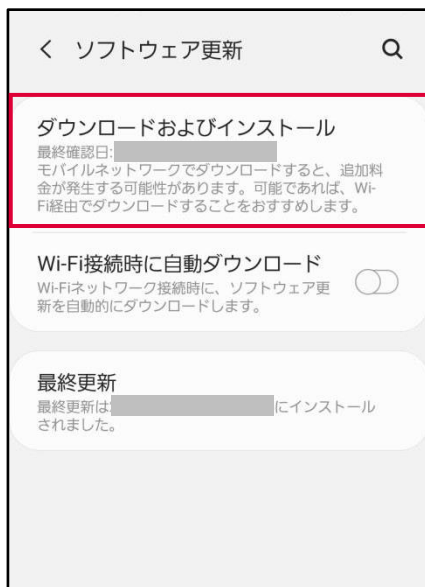 ソフトウェア更新
ダウンロードおよびインストール
最終確認日:
モバイルネットワークでダウンロードすると、追加料
金が発生する可能性があります。可能であれば、Wi-
Fi経由でダウンロードすることをおすすめします。
Wi-Fi接続時に自動ダウンロード
Wi-Fiネットワーク接続時に、ソフトウェア更
新を自動的にダウンロードします。
最終更新
最終更新は にインストール
されました。